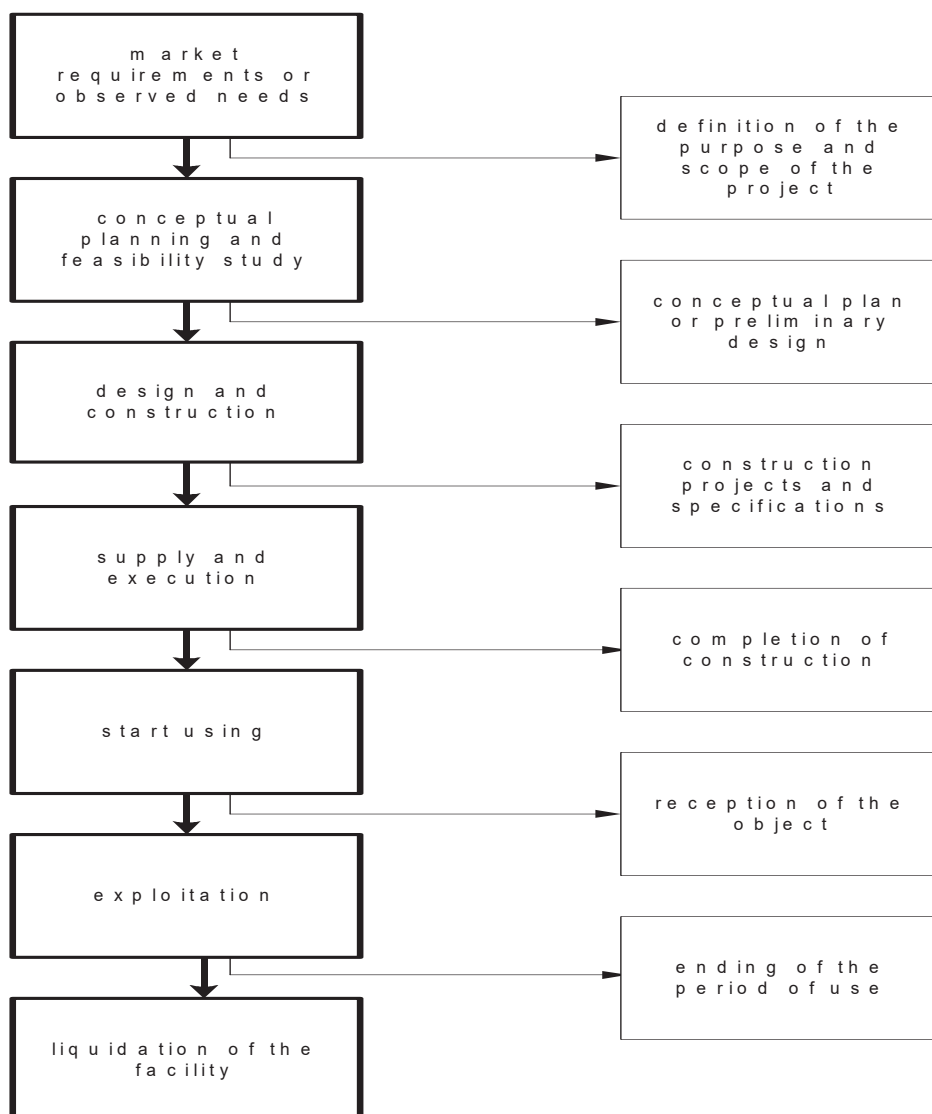 market
requirements or
observed needs
definition of the
purpose and
scope of the
project
conceptual
planning and
feasibility study
conceptual plan
or preliminary
design
design and
construction
construction
projects and
specifications
supply and
execution
completion of
construction
start using
reception of the
object
exploitation
ending of the
period of use
liquidation of the
facility